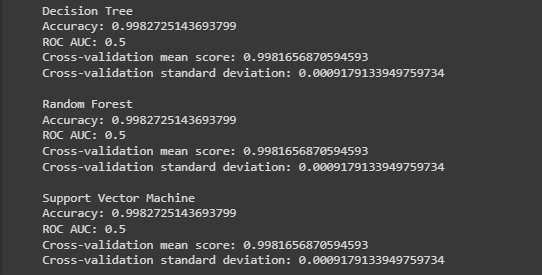 Decision Tree
Accuracy: 0.9982725143693799
ROC AUC: 0.5
Cross-validation mean score: 0.9981656870594593
Cross-validation standard deviation: 0.0009179133949759734
Random Forest
Accuracy: 0.9982725143693799
ROC AUC: 0.5
Cross-validation mean score: 0.9981656870594593
Cross-validation standard deviation: 0.0009179133949759734
Support Vector Machine
Accuracy: 0.9982725143693799
ROC AUC: 0.5
Cross-validation mean score: 0.9981656870594593
Cross-validation standard deviation: 0.0009179133949759734